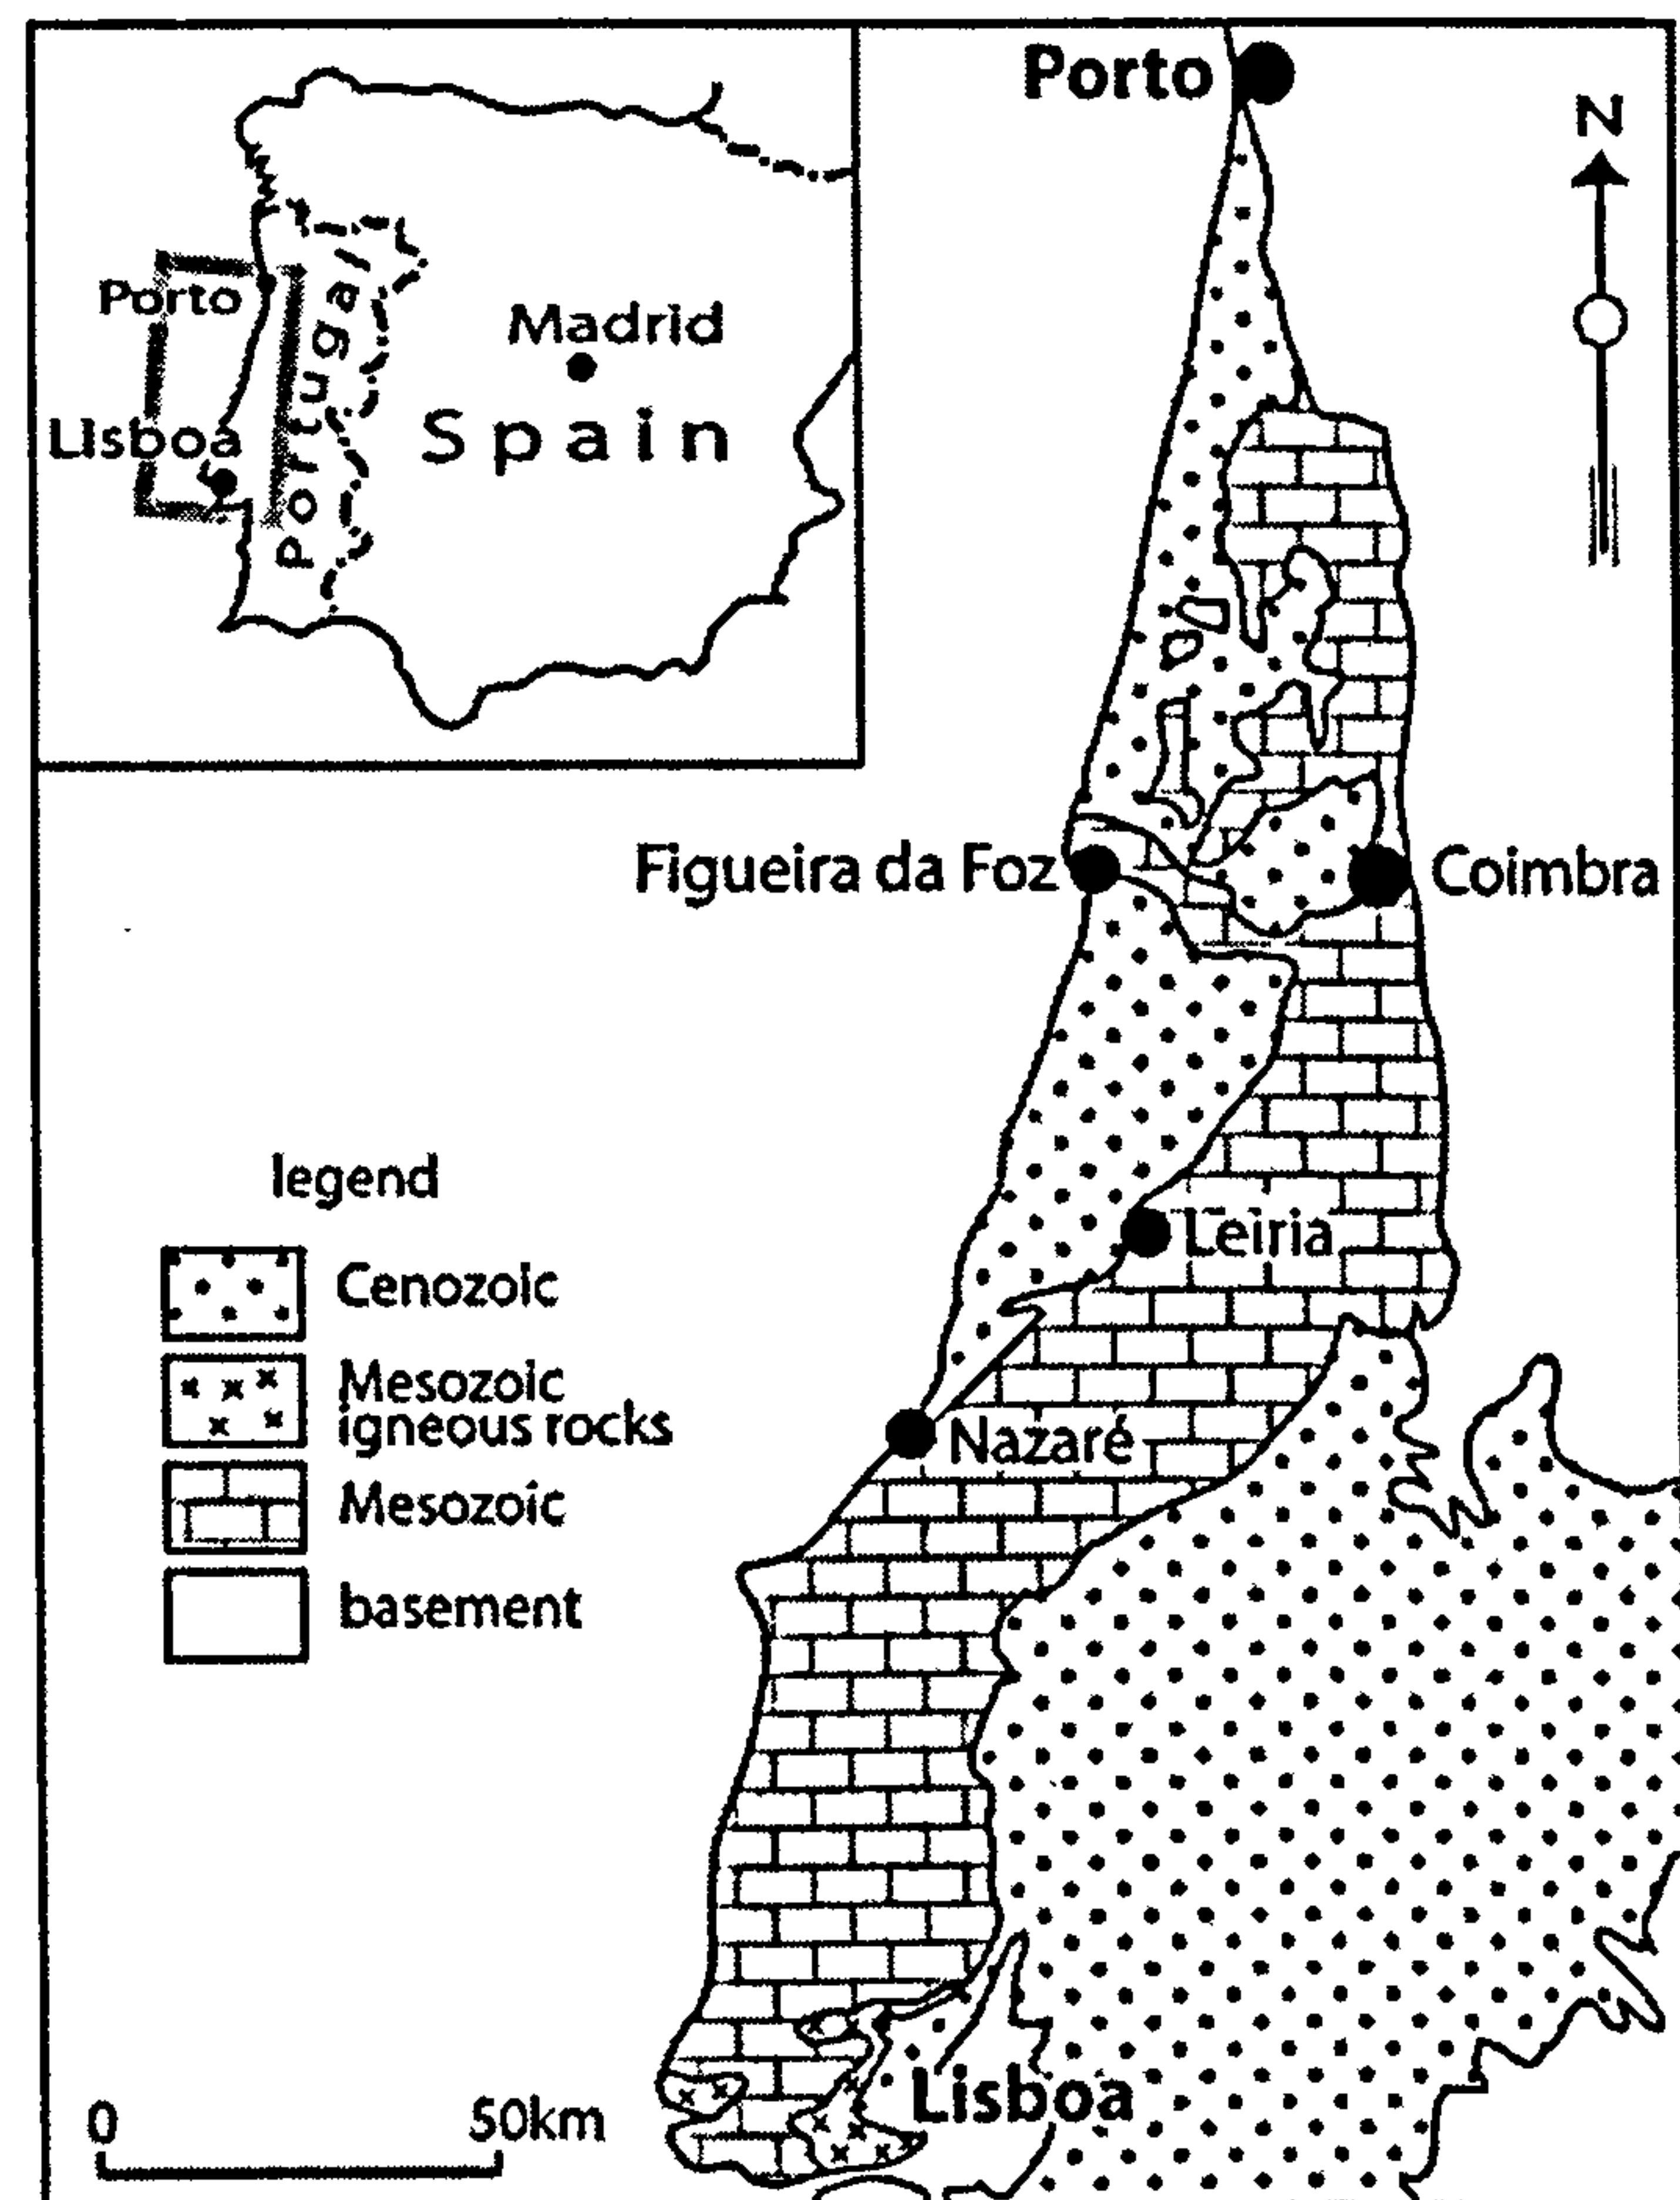 Porto
N
Porto
Portugal
Madrid
Spain
Lisboa
Figueira da Foz
Coimbra
legend
Cenozoic
Mesozoic
igneous rocks
Mesozoic
basement
Leiria
Nazaré
Lisboa
0 50km